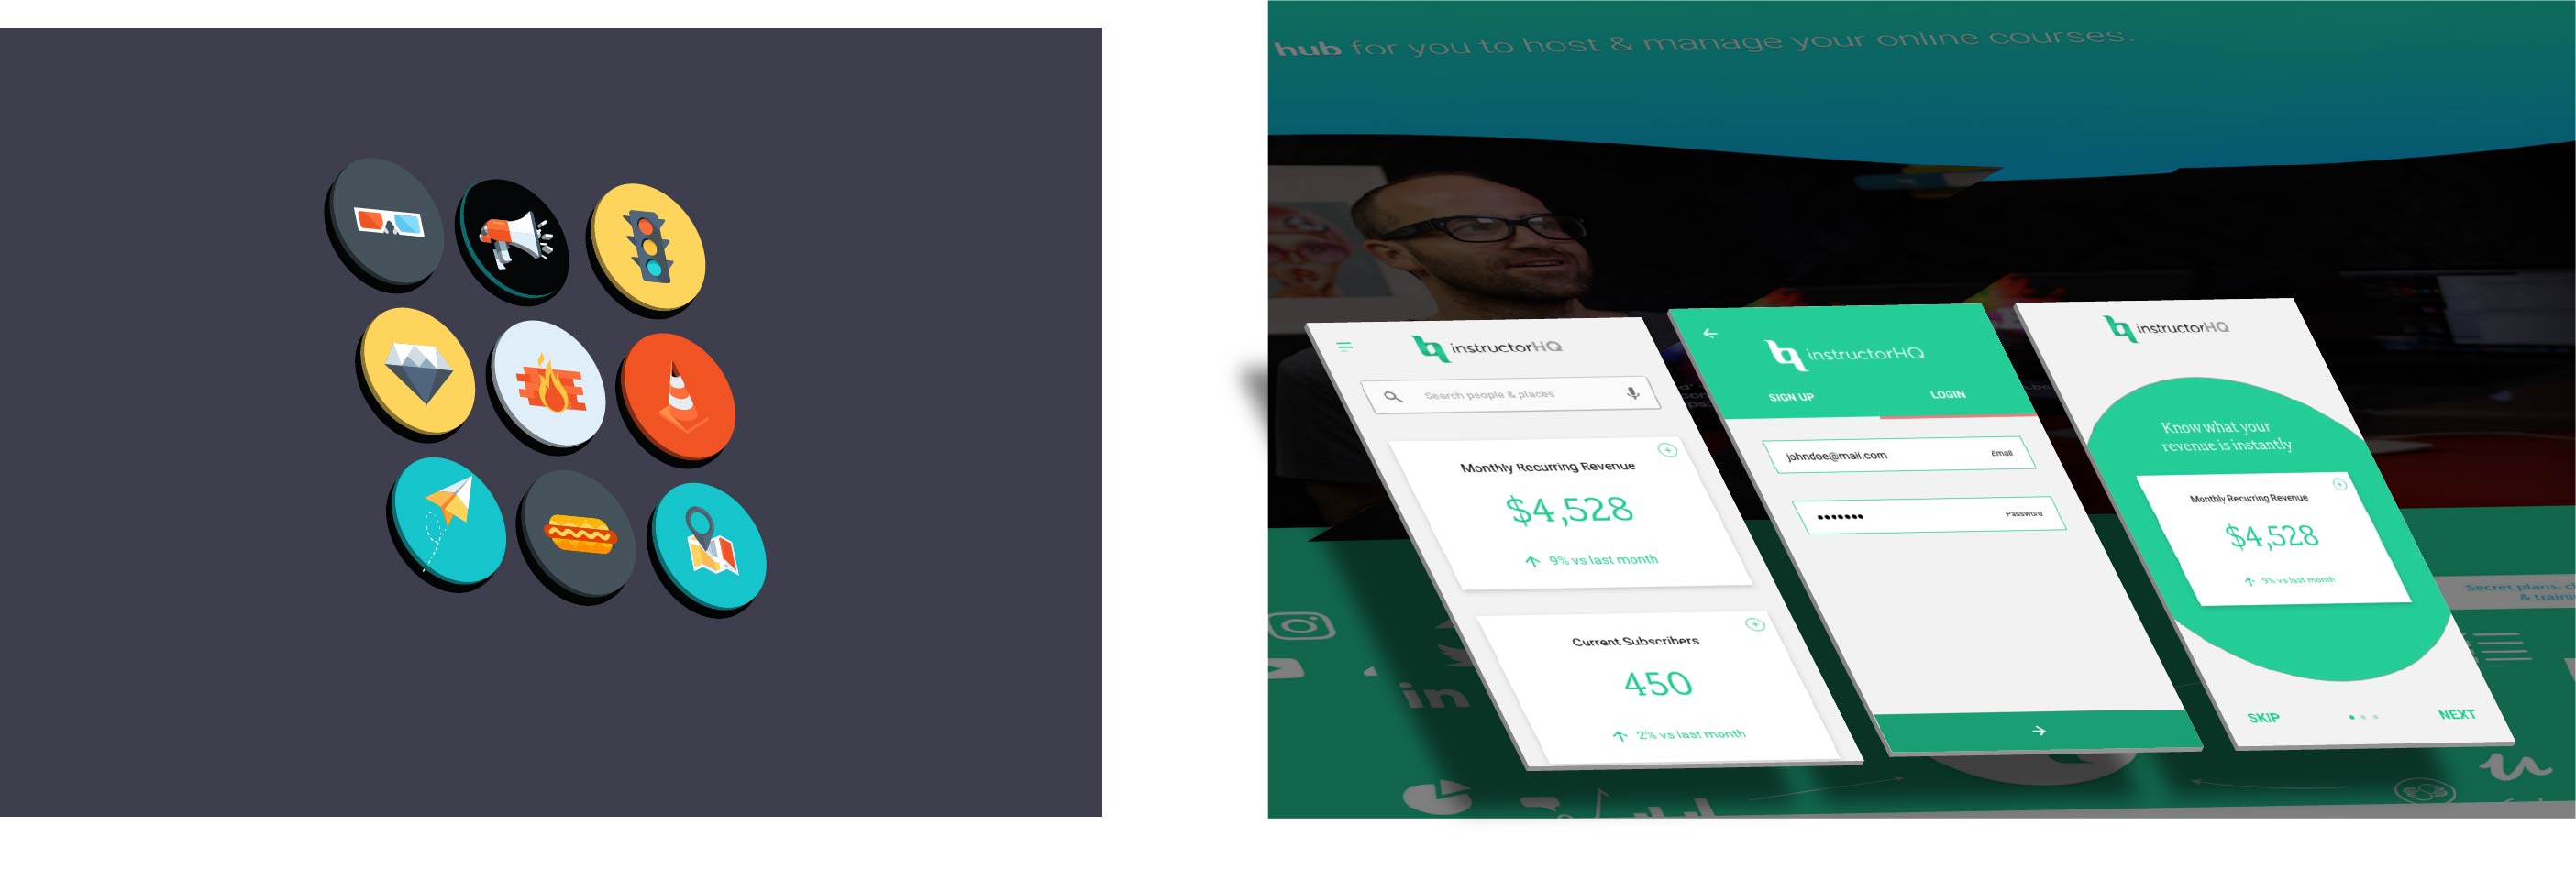 hub for you to host & manage your online courses.
instructorHQ
Search people & places
Monthly Recurring Revenue
$4,528
9% vs last month
Current Subscribers
450
2% vs last month
instructorHQ
SIGN UP
LOGIN
johndoe@mail.com
Email
•••••••
Password
instructorHQ
Know what your
revenue is instantly
Monthly Recurring Revenue
$4,528
9% vs last month
SKIP
NEXT
Secret plans,
& traini
in